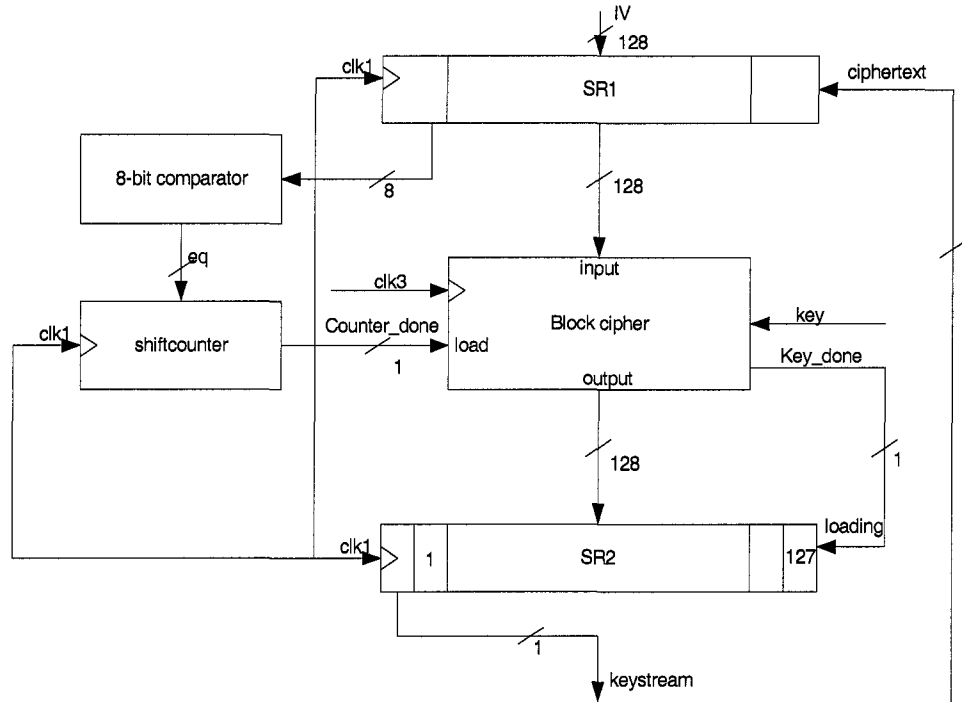 IV
128
clk1
SR1
ciphertext
8-bit comparator
8
128
eq
clk3
input
Block cipher
key
clk1
shiftcounter
Counter_done
1
load
Key_done
output
128
1
loading
clk1
1
SR2
127
1
keystream